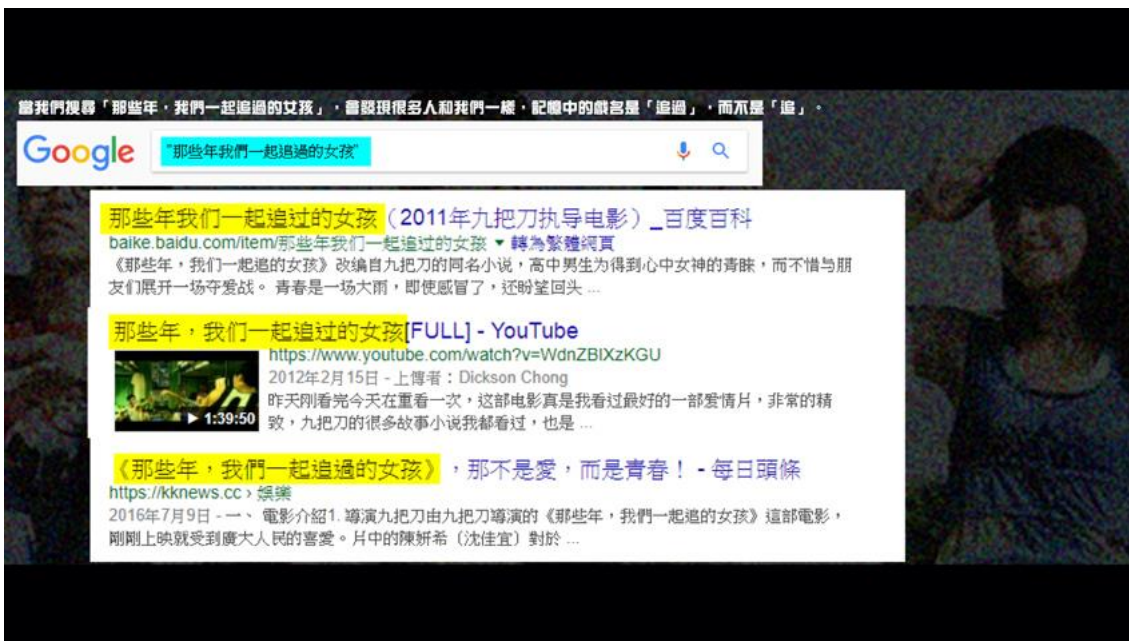 當我們搜尋「那些年,我們一起追過的女孩」,會發現很多人和我們一樣,記憶中的戲名是「追過」,而不是「追」。
Google "那些年我們一起追過的女孩"
那些年我们一起追过的女孩(2011年九把刀执导电影)_百度百科
baike.baidu.com/item/那些年我们一起追过的女孩 ▼ 轉為繁體網頁
《那些年,我们一起追的女孩》改编自九把刀的同名小说,高中男生为得到心中女神的青睐,而不惜与朋
友们展开一场夺爱战。 青春是一场大雨,即使感冒了,还盼望回头 ...
那些年,我们一起追过的女孩[FULL] - YouTube
https://www.youtube.com/watch?v=WdnZBIXzKGU
2012年2月15日 - 上傳者:Dickson Chong
昨天刚看完今天在重看一次,这部电影真是我看过最好的一部爱情片,非常的精
致,九把刀的很多故事小说我都看过,也是 ...
1:39:50
《那些年,我們一起追過的女孩》,那不是愛,而是青春! - 每日頭條
https://kknews.cc › 娛樂
2016年7月9日 - 一、 電影介紹1. 導演九把刀由九把刀導演的《那些年,我們一起追的女孩》這部電影,
剛剛上映就受到廣大人民的喜愛。片中的陳妍希〔沈佳宜〕對於 ...